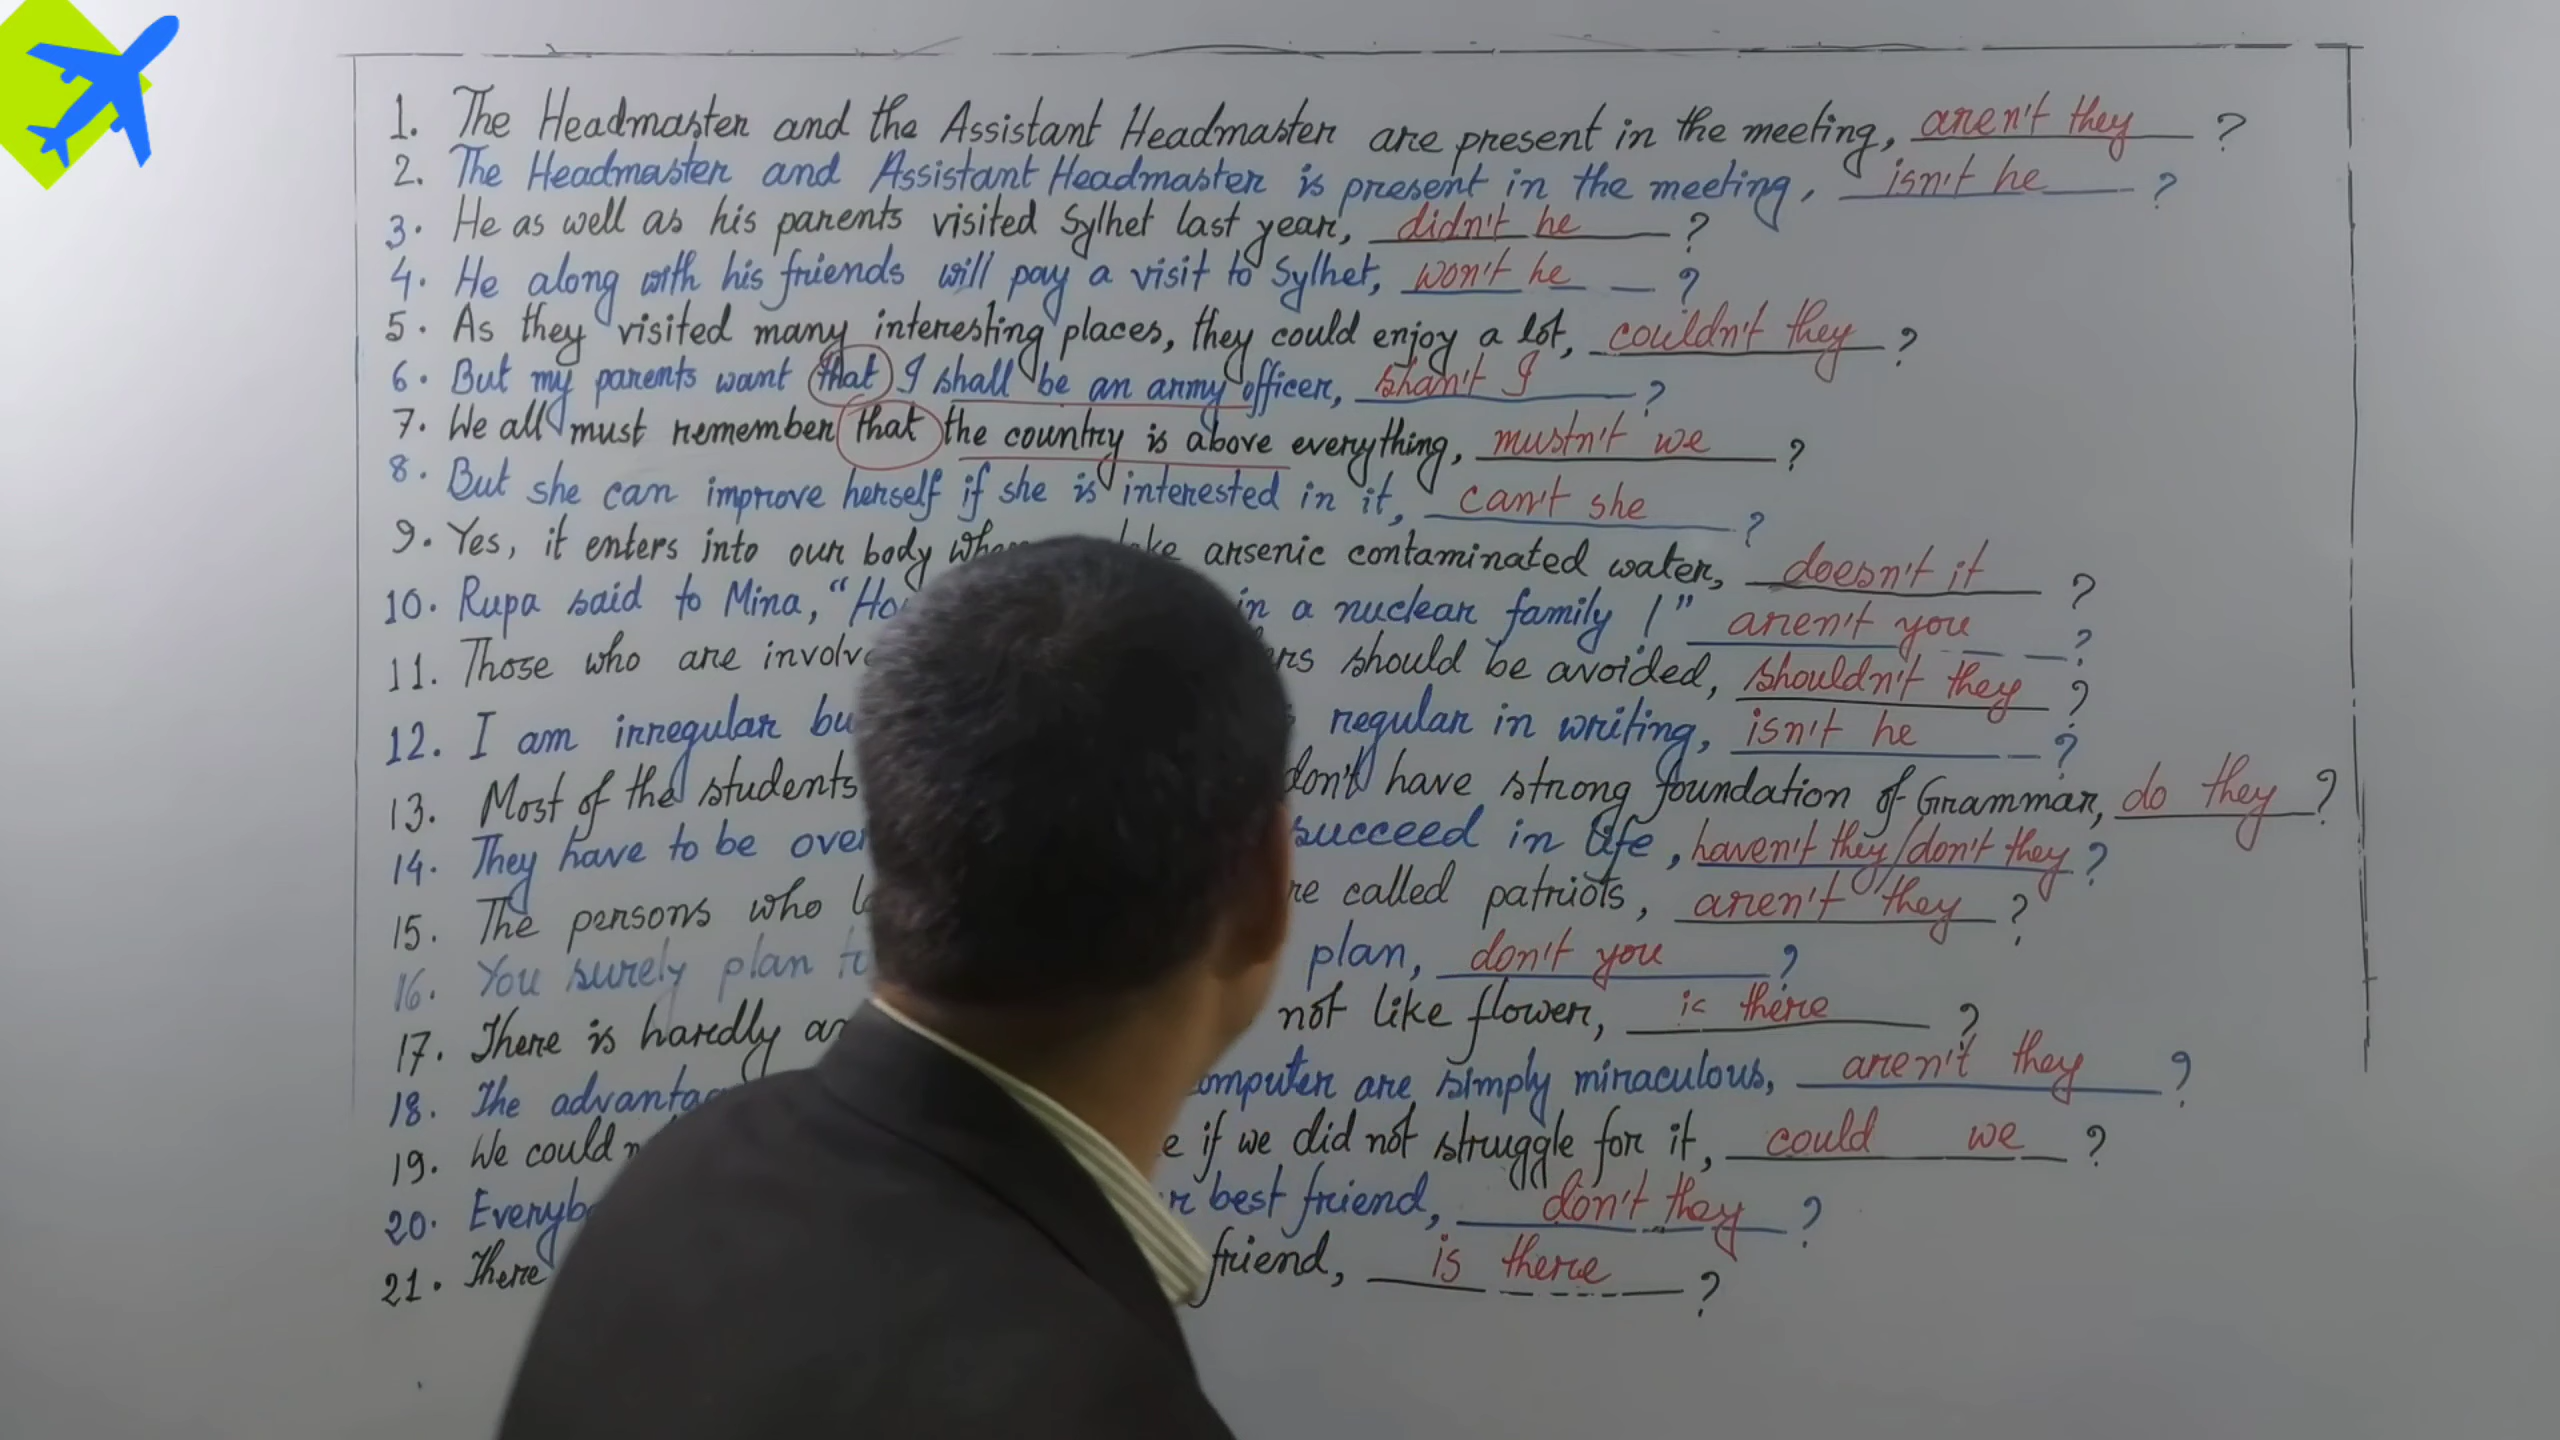 1. The Headmaster and the Assistant Headmaster are present in the meeting, aren't they ?
2. The Headmaster and Assistant Headmaster is present in the meeting, isn't he ?
3. He as well as his parents visited Sylhet last year, didn't he ?
4. He along with his friends will pay a visit to Sylhet, won't he ?
5. As they visited many interesting places, they could enjoy a lot, couldn't they ?
6. But my parents want that I shall be an army officer, shan't I ?
7. We all must remember that the country is above everything, mustn't we ?
8. But she can improve herself if she is interested in it, can't she ?
9. Yes, it enters into our body arsenic contaminated water, doesn't it ?
10. Rupa said to Mina, " in a nuclear family !" aren't you ?
11. Those who are should be avoided, shouldn't they ?
12. I am irregular regular in writing, isn't he ?
13. Most of the students don't have strong foundation of Grammar, do they ?
14. They have to be succeed in life, haven't they/don't they ?
15. The persons who called patriots, aren't they ?
16. You surely plan plan, don't you ?
17. There is hardly not like flower, is there ?
18. The are simply miraculous, aren't they ?
19. We could if we did not struggle for it, could we ?
20. best friend, don't they ?
21. There friend, is there ?